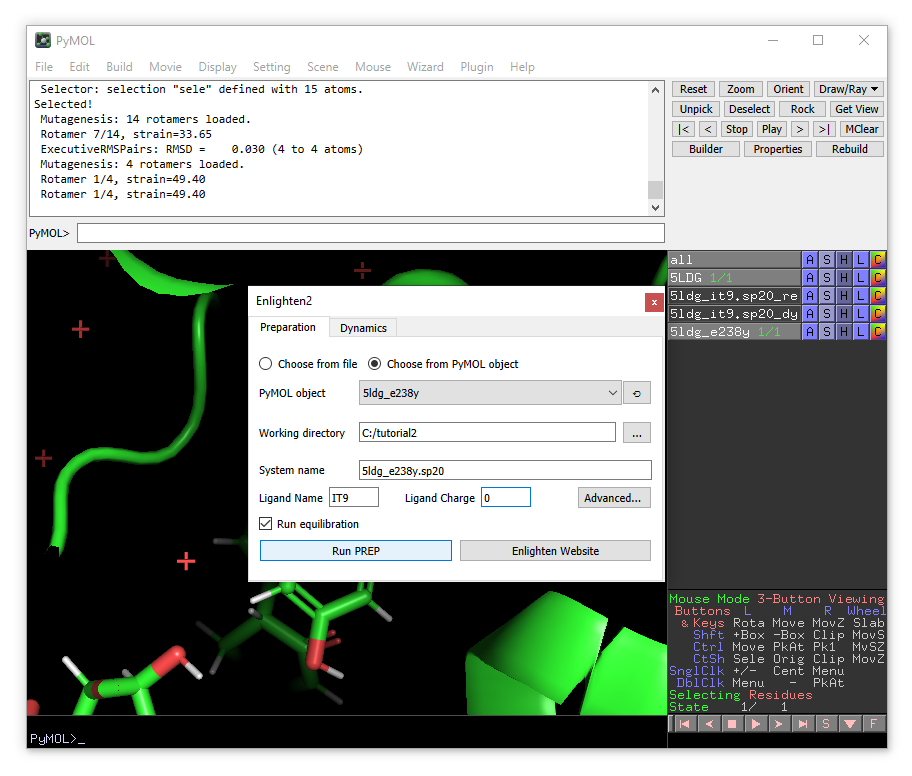 PyMOL
File Edit Build Movie Display Setting Scene Mouse Wizard Plugin Help
Selector: selection "sele" defined with 15 atoms.
Selected!
Mutagenesis: 14 rotamers loaded.
Rotamer 7/14, strain=33.65
ExecutiveRMSPairs: RMSD = 0.030 (4 to 4 atoms)
Mutagenesis: 4 rotamers loaded.
Rotamer 1/4, strain=49.40
Rotamer 1/4, strain=49.40
Reset Zoom Orient Draw/Ray
Unpick Deselect Rock Get View
|< < Stop Play > >| MClear
Builder Properties Rebuild
PyMOL>
all A S H L C
5LDG 1/1 A S H L C
5ldg_it9.sp20_re A S H L C
5ldg_it9.sp20_dy A S H L C
5ldg_e238y 1/1 A S H L C
Enlighten2 x
Preparation Dynamics
Choose from file Choose from PyMOL object
PyMOL object 5ldg_e238y
Working directory C:/tutorial2 ...
System name 5ldg_e238y.sp20
Ligand Name IT9 Ligand Charge 0 Advanced...
Run equilibration
Run PREP Enlighten Website
Mouse Mode 3-Button Viewing
Buttons L M R Wheel
& Keys Rota Move MovZ Slab
Shft +Box -Box Clip MovS
Ctrl Move PkAt Pk1 MvSZ
CtSh Sele Orig Clip MovZ
SnglClk +/- Cent Menu
DblClk Menu - PkAt
Selecting Residues
State 1/ 1
S F
PyMOL>_